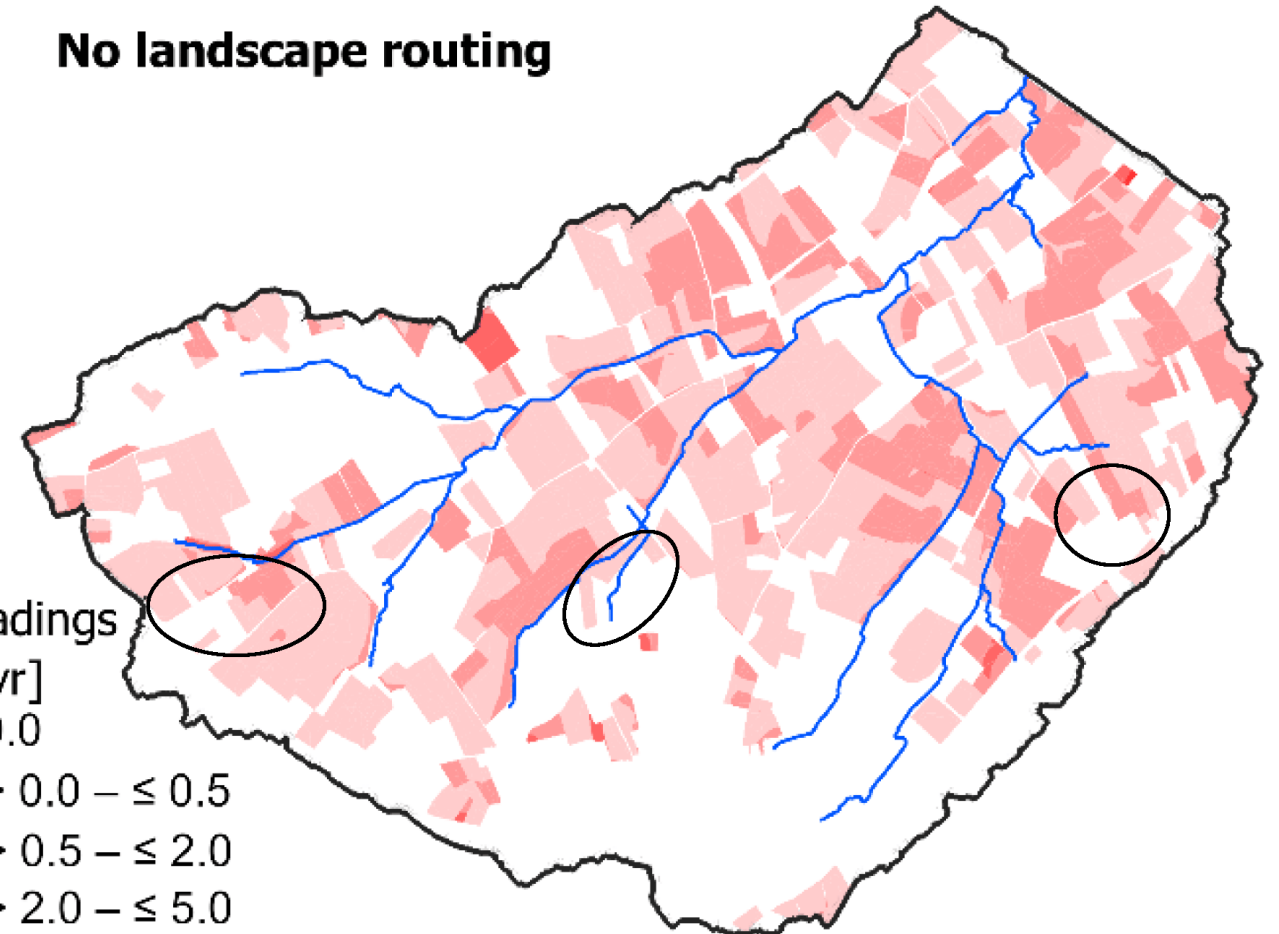 No landscape routing
adings
yr]
0.0
> 0.0 – ≤ 0.5
> 0.5 – ≤ 2.0
> 2.0 – ≤ 5.0